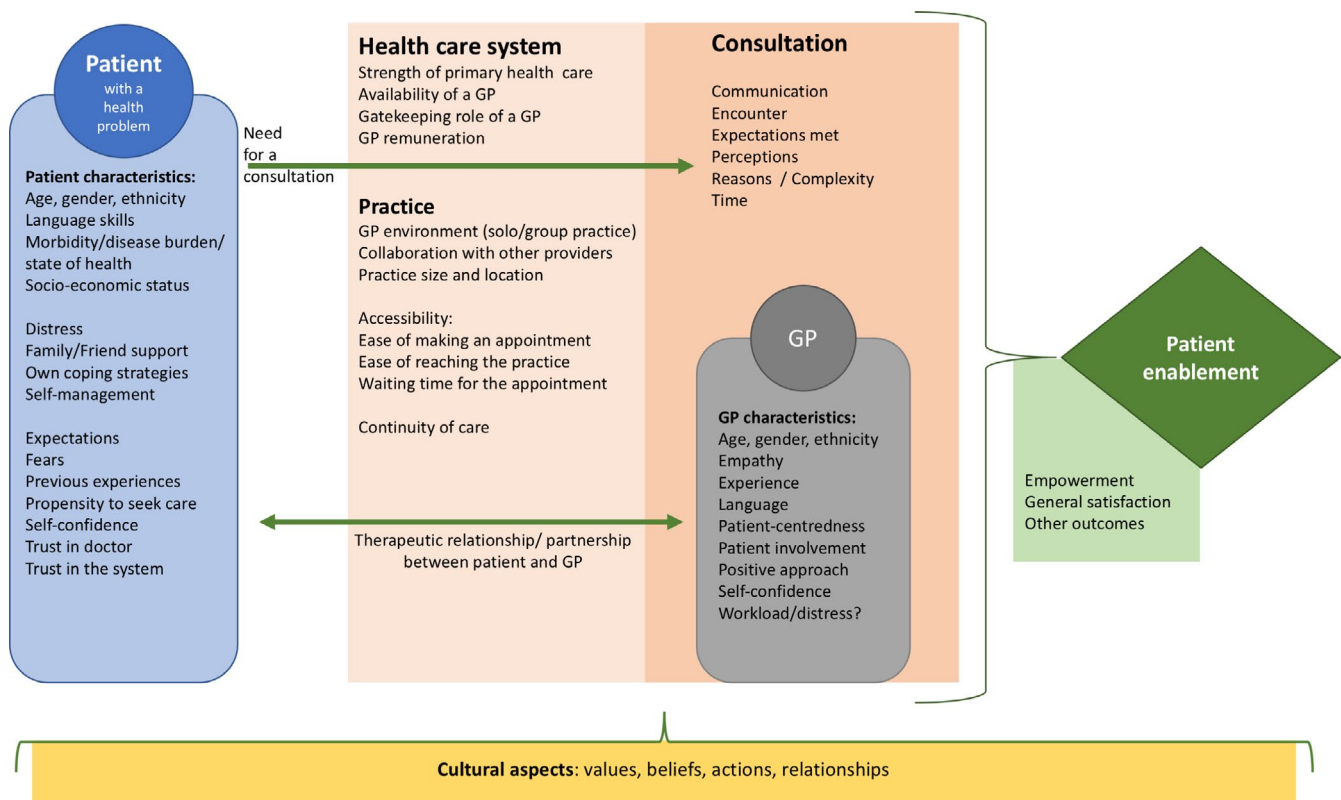 Patient
with a
health
problem
Patient characteristics:
Age, gender, ethnicity
Language skills
Morbidity/disease burden/
state of health
Socio-economic status
Distress
Family/Friend support
Own coping strategies
Self-management
Expectations
Fears
Previous experiences
Propensity to seek care
Self-confidence
Trust in doctor
Trust in the system
Need
for a
consultation
Health care system
Strength of primary health care
Availability of a GP
Gatekeeping role of a GP
GP remuneration
Practice
GP environment (solo/group practice)
Collaboration with other providers
Practice size and location
Accessibility:
Ease of making an appointment
Ease of reaching the practice
Waiting time for the appointment
Continuity of care
Therapeutic relationship/ partnership
between patient and GP
Consultation
Communication
Encounter
Expectations met
Perceptions
Reasons / Complexity
Time
GP
GP characteristics:
Age, gender, ethnicity
Empathy
Experience
Language
Patient-centredness
Patient involvement
Positive approach
Self-confidence
Workload/distress?
Patient
enablement
Empowerment
General satisfaction
Other outcomes
Cultural aspects: values, beliefs, actions, relationships